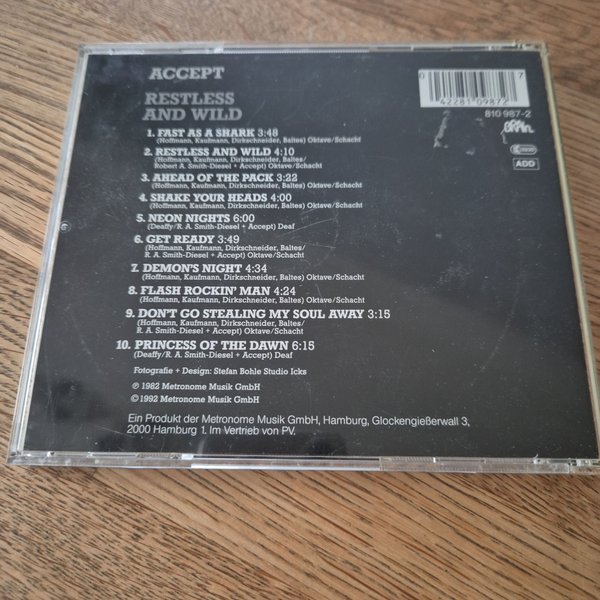 ACCEPT
RESTLESS
AND WILD
1. FAST AS A SHARK 3:48
(Hoffmann, Kaufmann, Dirkschneider, Baltes) Oktave/Schacht
2. RESTLESS AND WILD 4:10
(Hoffmann, Kaufmann, Dirkschneider, Baltes/
Robert A. Smith-Diesel + Accept) Oktave/Schacht
3. AHEAD OF THE PACK 3:22
(Hoffmann, Kaufmann, Dirkschneider, Baltes) Oktave/Schacht
4. SHAKE YOUR HEADS 4:00
(Hoffmann, Kaufmann, Dirkschneider, Baltes) Oktave/Schacht
5. NEON NIGHTS 6:00
(Deaffy/R. A. Smith-Diesel + Accept) Deaf
6. GET READY 3:49
(Hoffmann, Kaufmann, Dirkschneider, Baltes/
R. A. Smith-Diesel + Accept) Oktave/Schacht
7. DEMON'S NIGHT 4:34
(Hoffmann, Kaufmann, Dirkschneider, Baltes) Oktave/Schacht
8. FLASH ROCKIN' MAN 4:24
(Hoffmann, Kaufmann, Dirkschneider, Baltes) Oktave/Schacht
9. DON'T GO STEALING MY SOUL AWAY 3:15
(Hoffmann, Kaufmann, Dirkschneider, Baltes/
R. A. Smith-Diesel + Accept) Oktave/Schacht
10. PRINCESS OF THE DAWN 6:15
(Deaffy/R. A. Smith-Diesel + Accept) Deaf
Fotografie + Design: Stefan Bohle Studio Icks
℗ 1982 Metronome Musik GmbH
© 1992 Metronome Musik GmbH
Ein Produkt der Metronome Musik GmbH, Hamburg, Glockengießerwall 3,
2000 Hamburg 1. Im Vertrieb von PV.
0 42281 09872 7
810 987-2
brain
ADD